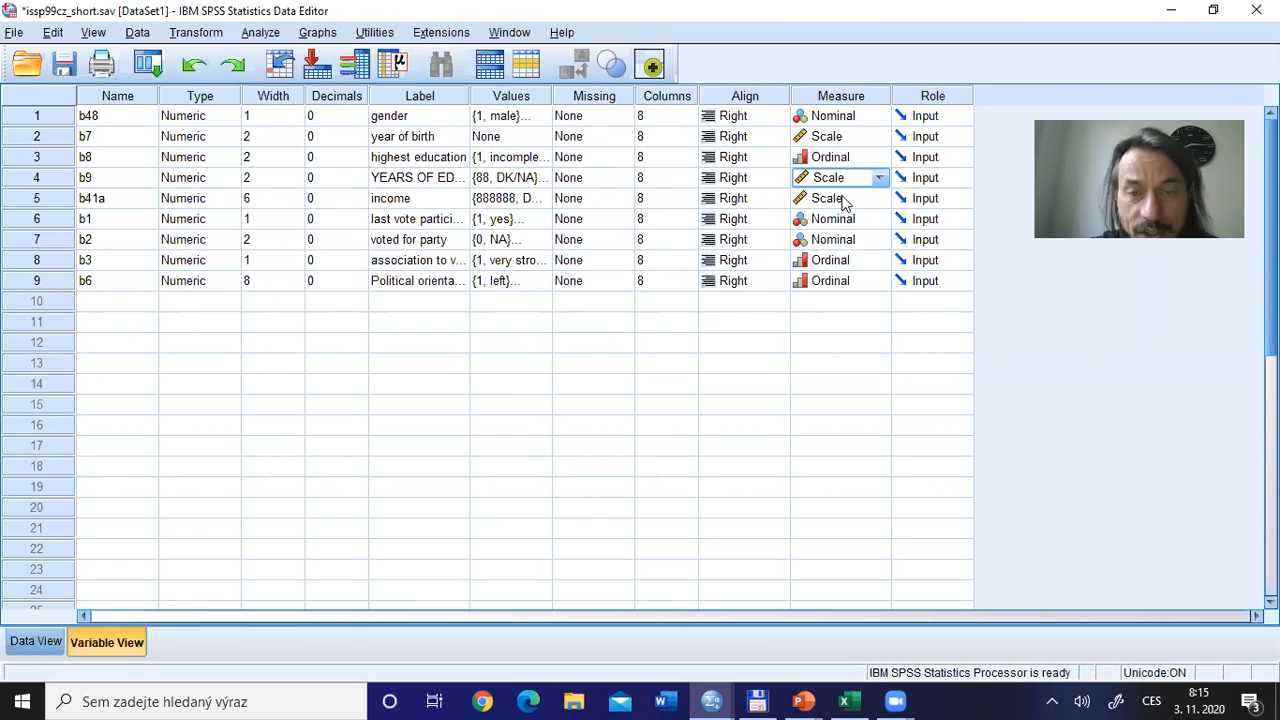 *issp99cz_short.sav [DataSet1] - IBM SPSS Statistics Data Editor
File Edit View Data Transform Analyze Graphs Utilities Extensions Window Help
Name Type Width Decimals Label Values Missing Columns Align Measure Role
1 b48 Numeric 1 0 gender {1, male}... None 8 Right Nominal Input
2 b7 Numeric 2 0 year of birth None None 8 Right Scale Input
3 b8 Numeric 2 0 highest education {1, incomple... None 8 Right Ordinal Input
4 b9 Numeric 2 0 YEARS OF ED... {88, DK/NA}... None 8 Right Scale Input
5 b41a Numeric 6 0 income {888888, D... None 8 Right Scale Input
6 b1 Numeric 1 0 last vote partici... {1, yes}... None 8 Right Nominal Input
7 b2 Numeric 2 0 voted for party {0, NA}... None 8 Right Nominal Input
8 b3 Numeric 1 0 association to v... {1, very stro... None 8 Right Ordinal Input
9 b6 Numeric 8 0 Political orienta... {1, left}... None 8 Right Ordinal Input
10
11
12
13
14
15
16
17
18
19
20
21
22
23
24
Data View Variable View
IBM SPSS Statistics Processor is ready Unicode:ON
Sem zadejte hledaný výraz CES 8:15
3. 11. 2020 3